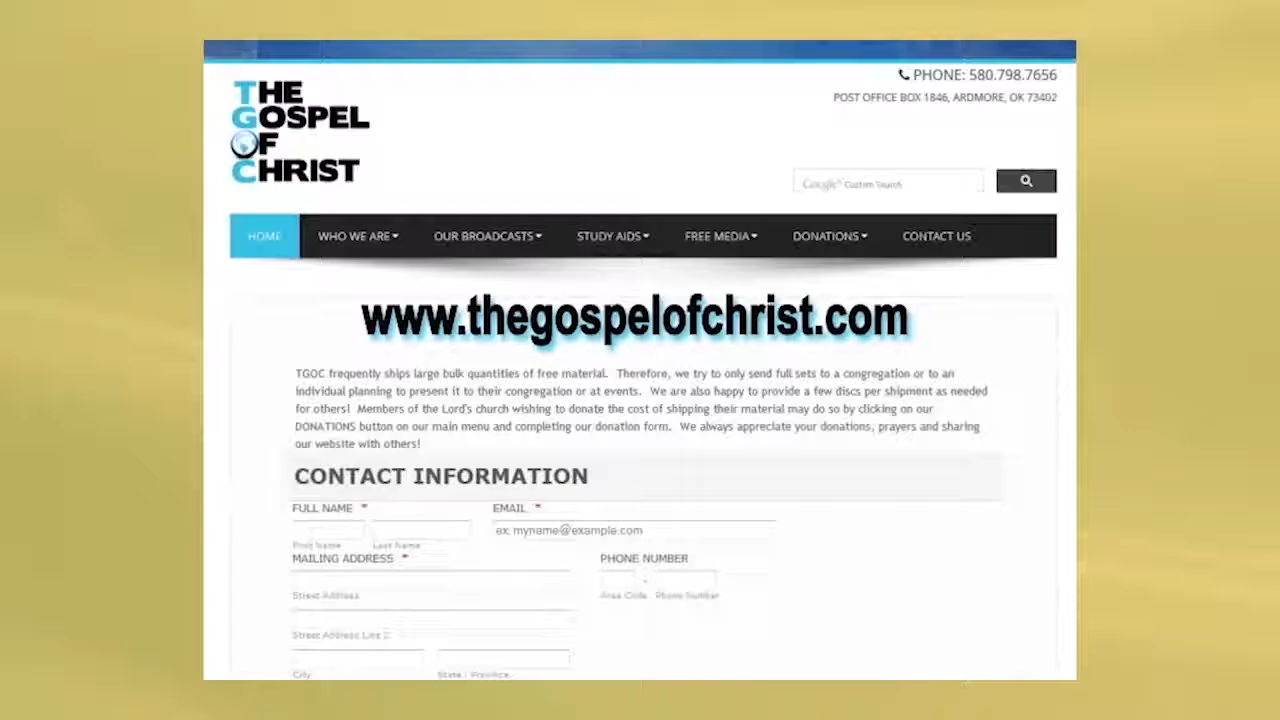 THE
GOSPEL
OF
CHRIST
PHONE: 580.798.7656
POST OFFICE BOX 1846, ARDMORE, OK 73402
Google Custom Search
HOME WHO WE ARE OUR BROADCASTS STUDY AIDS FREE MEDIA DONATIONS CONTACT US
www.thegospelofchrist.com
TGOC frequently ships large bulk quantities of free material. Therefore, we try to only send full sets to a congregation or to an
individual planning to present it to their congregation or at events. We are also happy to provide a few discs per shipment as needed
for others! Members of the Lord's church wishing to donate the cost of shipping their material may do so by clicking on our
DONATIONS button on our main menu and completing our donation form. We always appreciate your donations, prayers and sharing
our website with others!
CONTACT INFORMATION
FULL NAME * EMAIL *
ex: myname@example.com
First Name Last Name
MAILING ADDRESS * PHONE NUMBER
-
Street Address Area Code Phone Number
Street Address Line 2
City State / Province